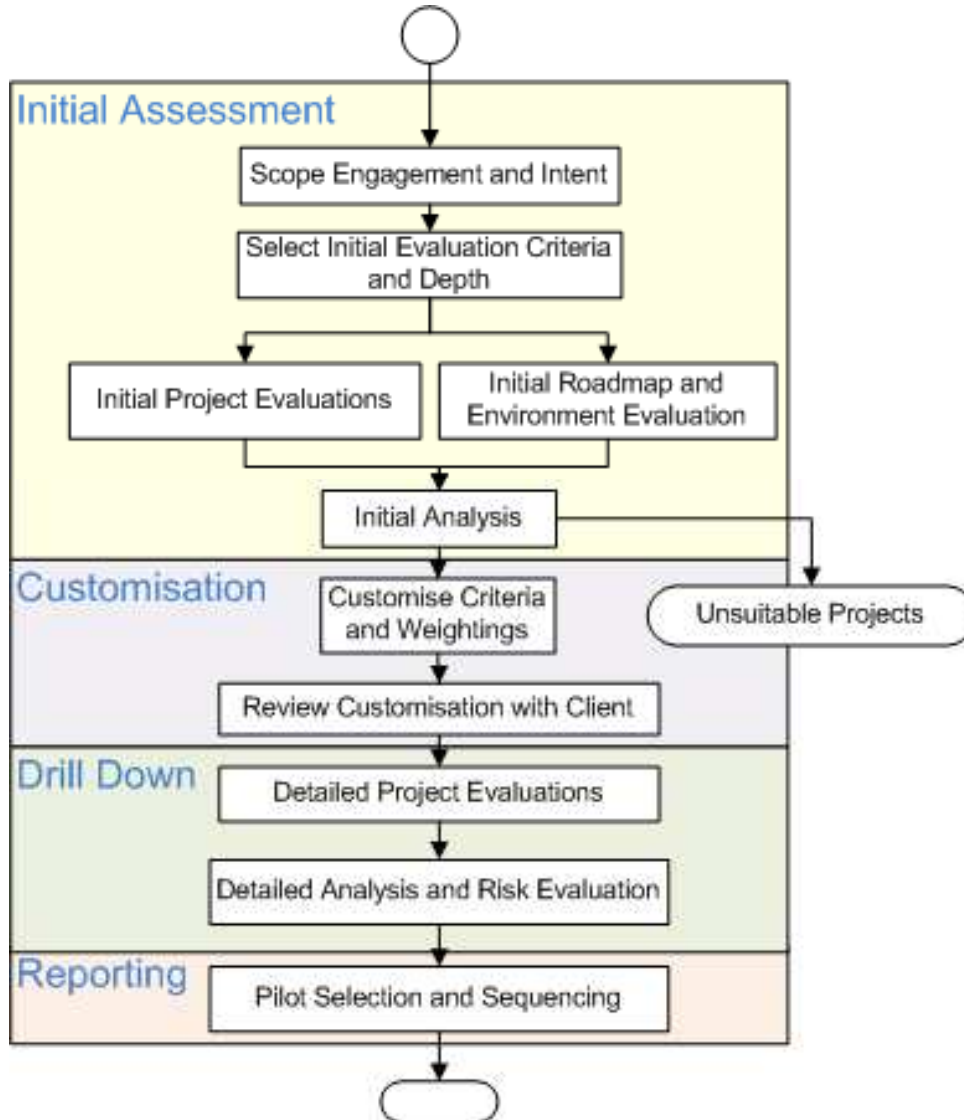 Initial Assessment
Scope Engagement and Intent
Select Initial Evaluation Criteria
and Depth
Initial Project Evaluations
Initial Roadmap and
Environment Evaluation
Initial Analysis
Customisation
Customise Criteria
and Weightings
Unsuitable Projects
Review Customisation with Client
Drill Down
Detailed Project Evaluations
Detailed Analysis and Risk Evaluation
Reporting
Pilot Selection and Sequencing